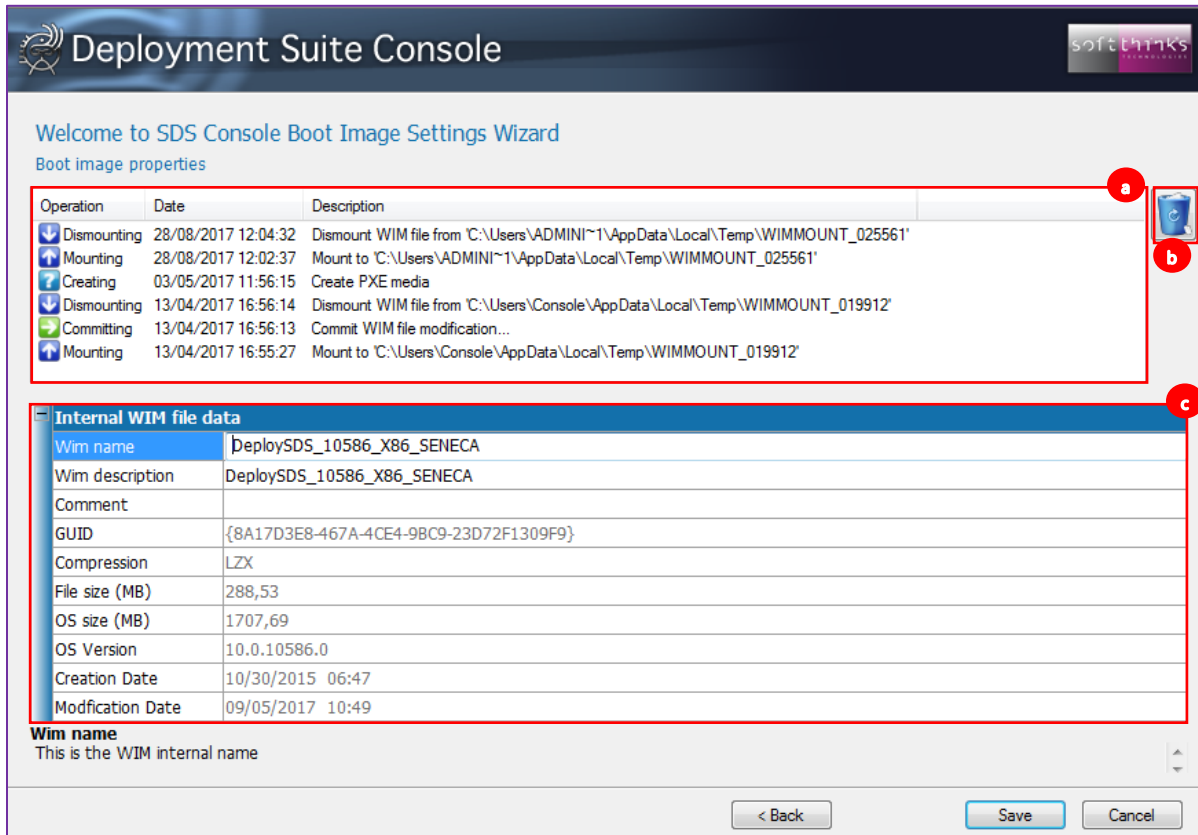 Deployment Suite Console
softthinks
TECHNOLOGIES
Welcome to SDS Console Boot Image Settings Wizard
Boot image properties
a
Operation Date Description
Dismounting 28/08/2017 12:04:32 Dismount WIM file from 'C:\Users\ADMINI~1\AppData\Local\Temp\WIMMOUNT_025561'
b
Mounting 28/08/2017 12:02:37 Mount to 'C:\Users\ADMINI~1\AppData\Local\Temp\WIMMOUNT_025561'
? Creating 03/05/2017 11:56:15 Create PXE media
Dismounting 13/04/2017 16:56:14 Dismount WIM file from 'C:\Users\Console\AppData\Local\Temp\WIMMOUNT_019912'
Committing 13/04/2017 16:56:13 Commit WIM file modification...
Mounting 13/04/2017 16:55:27 Mount to 'C:\Users\Console\AppData\Local\Temp\WIMMOUNT_019912'
c
Internal WIM file data
Wim name DeploySDS_10586_X86_SENECA
Wim description DeploySDS_10586_X86_SENECA
Comment
GUID {8A17D3E8-467A-4CE4-9BC9-23D72F1309F9}
Compression LZX
File size (MB) 288,53
OS size (MB) 1707,69
OS Version 10.0.10586.0
Creation Date 10/30/2015 06:47
Modfication Date 09/05/2017 10:49
Wim name
This is the WIM internal name
< Back Save Cancel